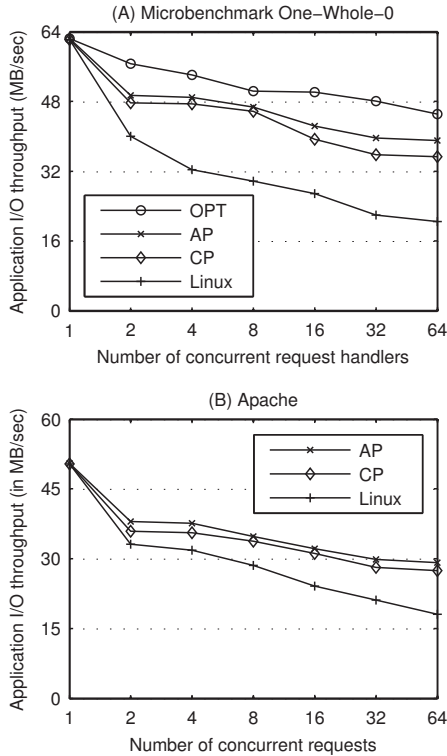 (A) Microbenchmark One−Whole−0
Application I/O throughput (MB/sec)
64
48
32
16
0
OPT
AP
CP
Linux
1 2 4 8 16 32 64
Number of concurrent request handlers
(B) Apache
Application I/O throughput (in MB/sec)
60
45
30
15
0
AP
CP
Linux
1 2 4 8 16 32 64
Number of concurrent requests